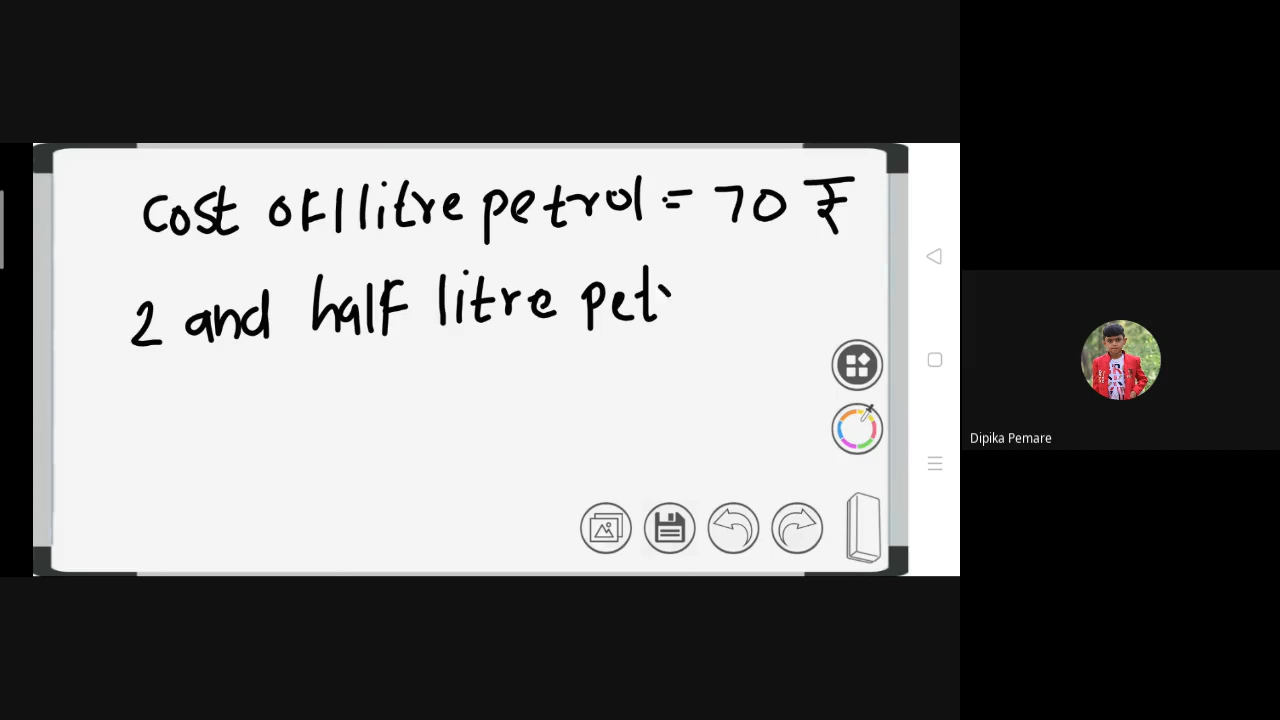 cost of 1 litre petrol = 70 ₹
2 and half litre pet
Dipika Pemare